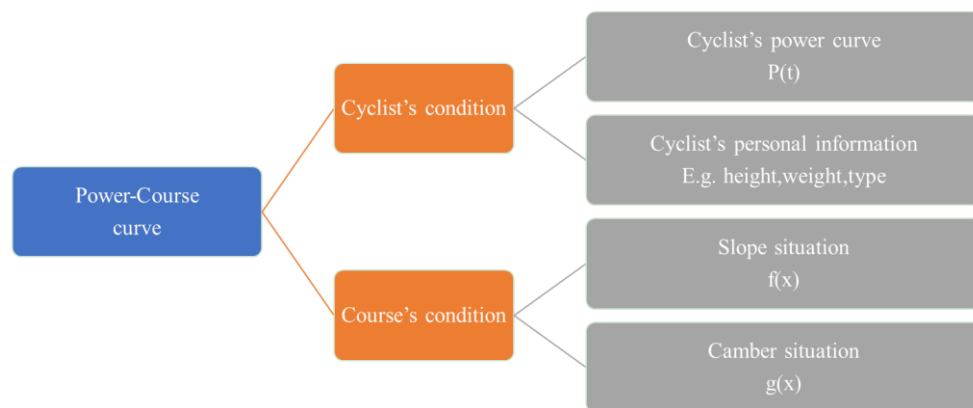 Power-Course
curve
Cyclist's condition
Course's condition
Cyclist's power curve
P(t)
Cyclist's personal information
E.g. height,weight,type
Slope situation
f(x)
Camber situation
g(x)